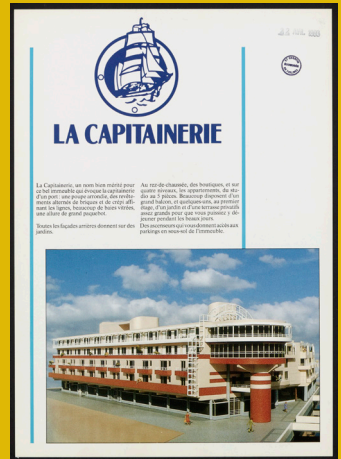 LA CAPITAINERIE
La Capitainerie, un nom bien mérité pour
ce bel immeuble qui évoque la capitainerie
d'un port : une poupe arrondie, des revête-
ments alternés de briques et de crépi affi-
nant les lignes, beaucoup de baies vitrées,
une allure de grand paquebot.
Toutes les façades arrières donnent sur des
jardins.
Au rez-de-chaussée, des boutiques, et sur
quatre niveaux, les appartements, du stu-
dio au 5 pièces. Beaucoup disposent d'un
grand balcon, et quelques-uns, au premier
étage, d'un jardin et d'une terrasse privatifs
assez grands pour que vous puissiez y dé-
jeuner pendant les beaux jours.
Des ascenseurs qui vous donnent accès aux
parkings en sous-sol de l'immeuble.